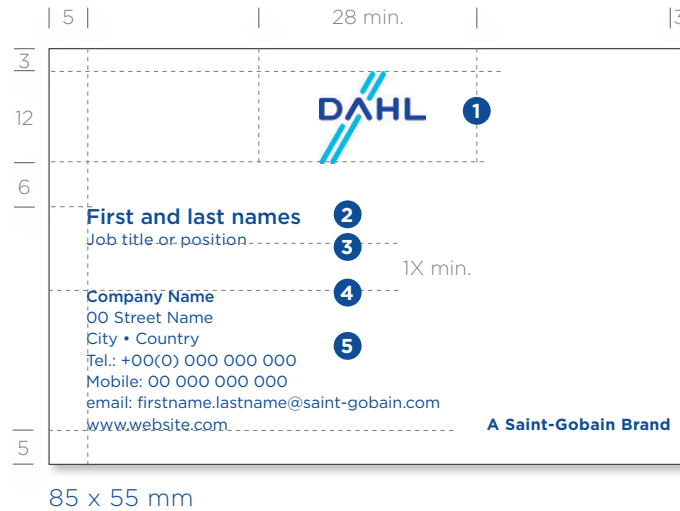 5
28 min.
3
3
12
DAHL
1
6
First and last names
2
Job title or position
3
1X min.
Company Name
4
00 Street Name
City • Country
5
Tel.: +00(0) 000 000 000
Mobile: 00 000 000 000
email: firstname.lastname@saint-gobain.com
www.website.com
A Saint-Gobain Brand
5
85 x 55 mm